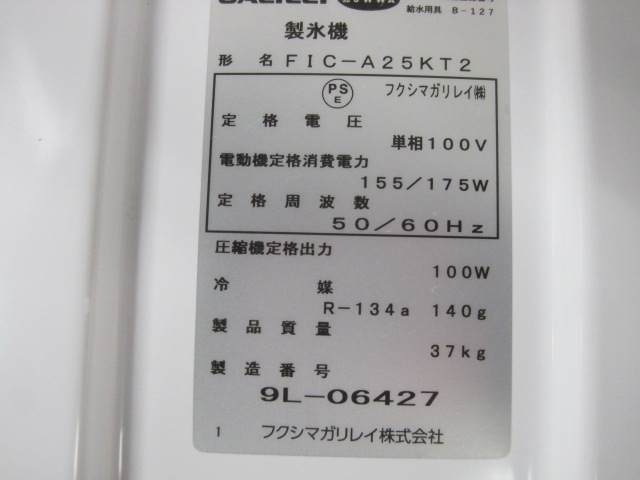 製氷機
給水用具 B-127
形名 FIC-A25KT2
PS E フクシマガリレイ㈱
定格電圧
単相100V
電動機定格消費電力
155/175W
定格周波数
50/60Hz
圧縮機定格出力
100W
冷媒
R-134a 140g
製品質量
37kg
製造番号
9L-06427
1 フクシマガリレイ株式会社